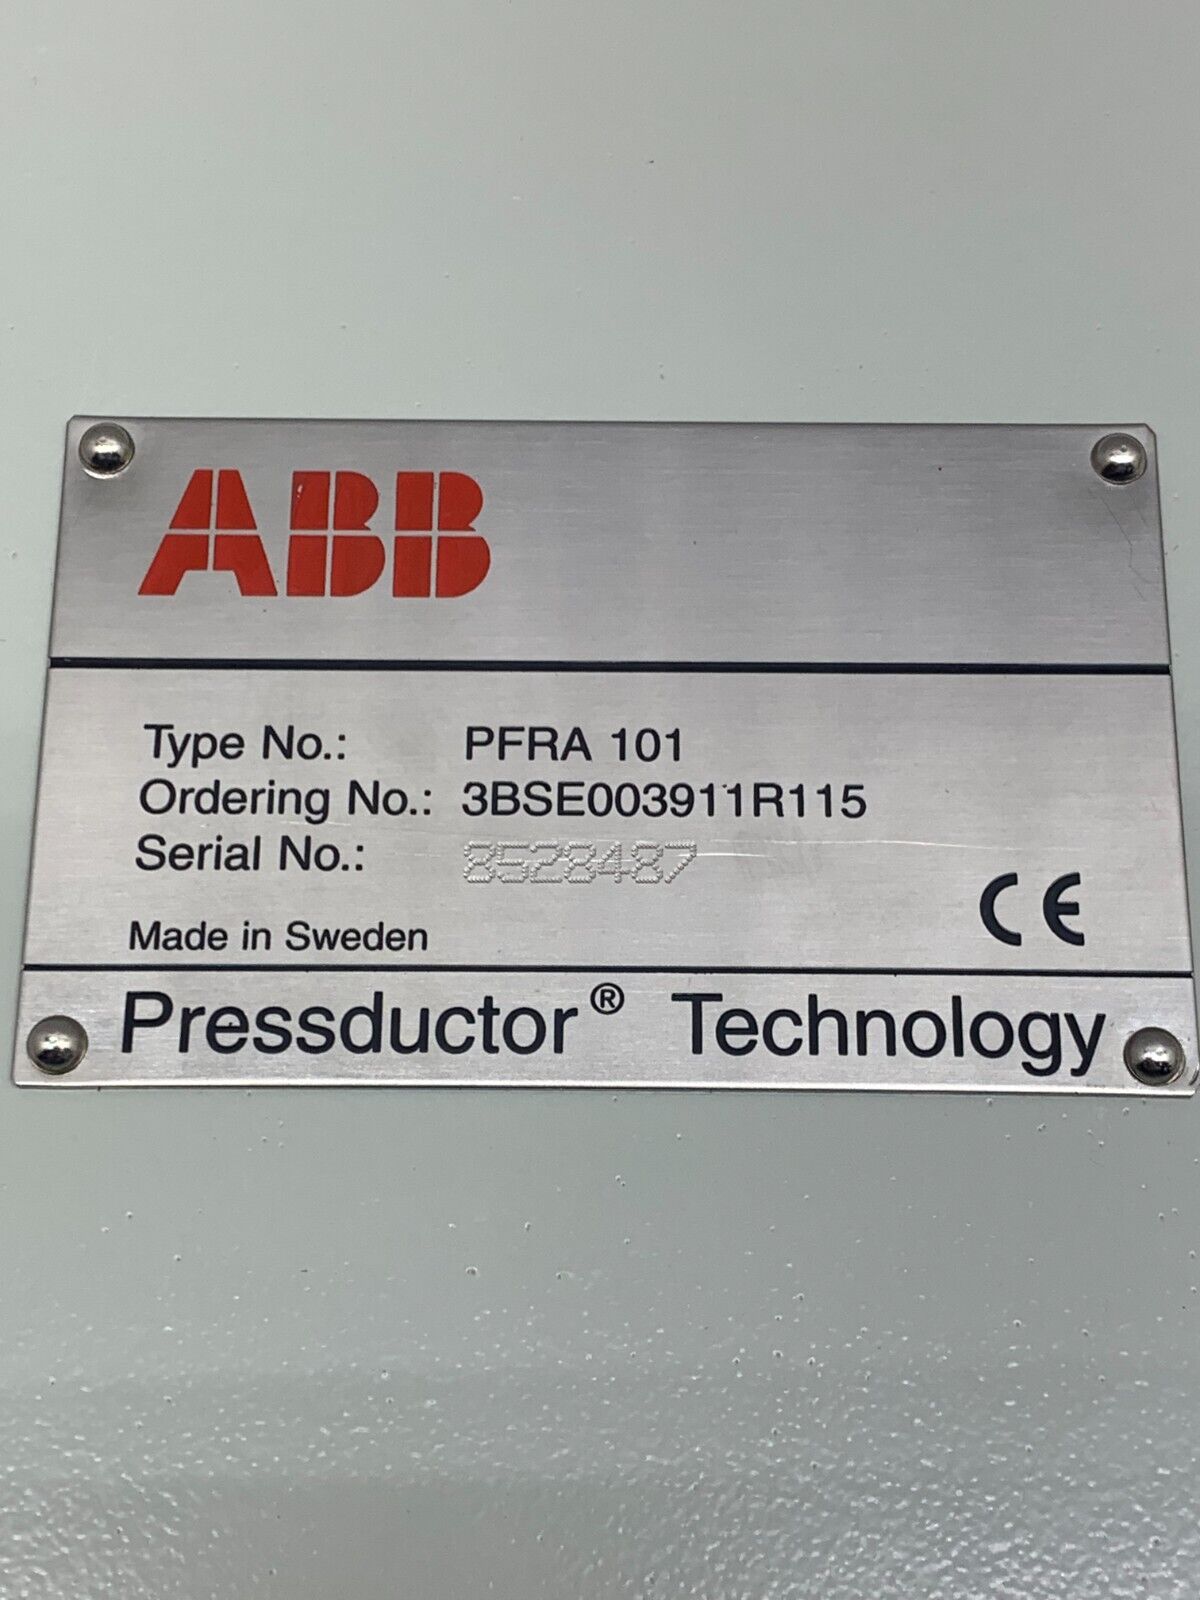 ABB
Type No.: PFRA 101
Ordering No.: 3BSE003911R115
Serial No.: 8528487
Made in Sweden
CE
Pressductor® Technology